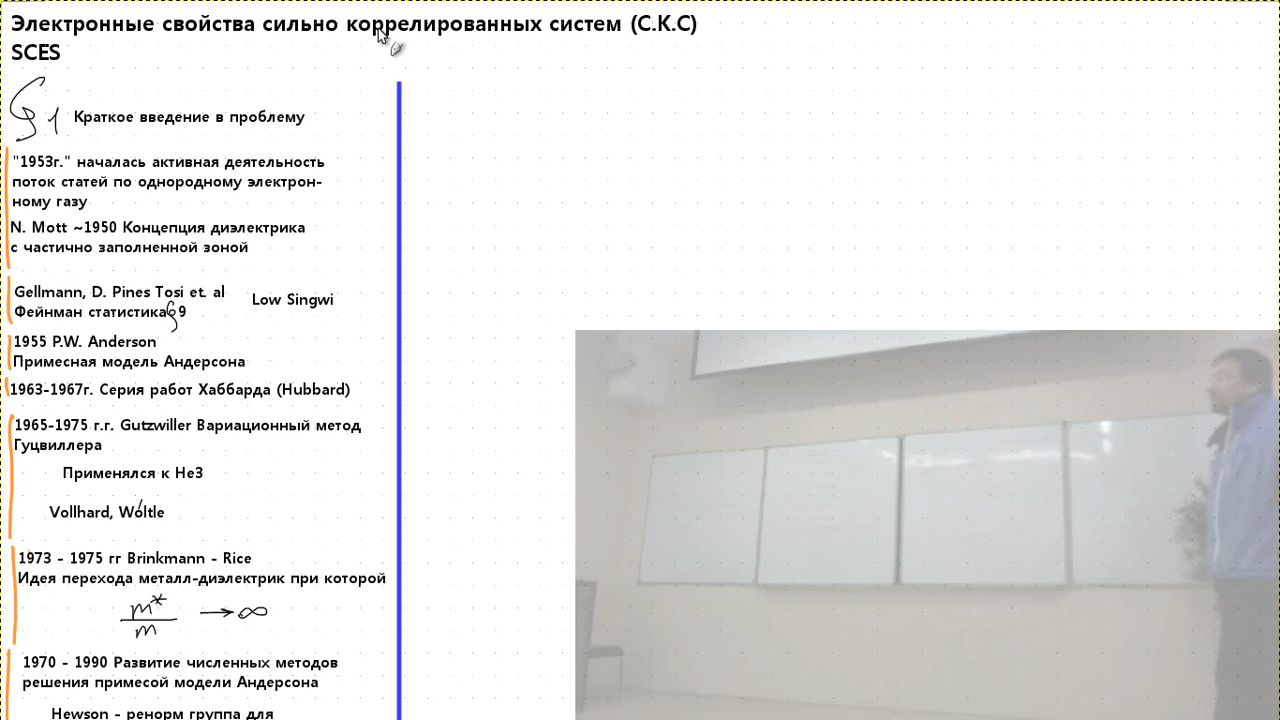 Электронные свойства сильно коррелированных систем (С.К.С)
SCES
§ 1 Краткое введение в проблему
"1953г." началась активная деятельность
поток статей по однородному электрон-
ному газу
N. Mott ~1950 Концепция диэлектрика
с частично заполненной зоной
Gellmann, D. Pines Tosi et. al Low Singwi
Фейнман статистика § 9
1955 P.W. Anderson
Примесная модель Андерсона
1963-1967г. Серия работ Хаббарда (Hubbard)
1965-1975 г.г. Gutzwiller Вариационный метод
Гуцвиллера
Применялся к He3
Vollhard, Woltle
1973 - 1975 гг Brinkmann - Rice
Идея перехода металл-диэлектрик при которой
m*/m → ∞
1970 - 1990 Развитие численных методов
решения примесой модели Андерсона
Hewson - ренорм группа для